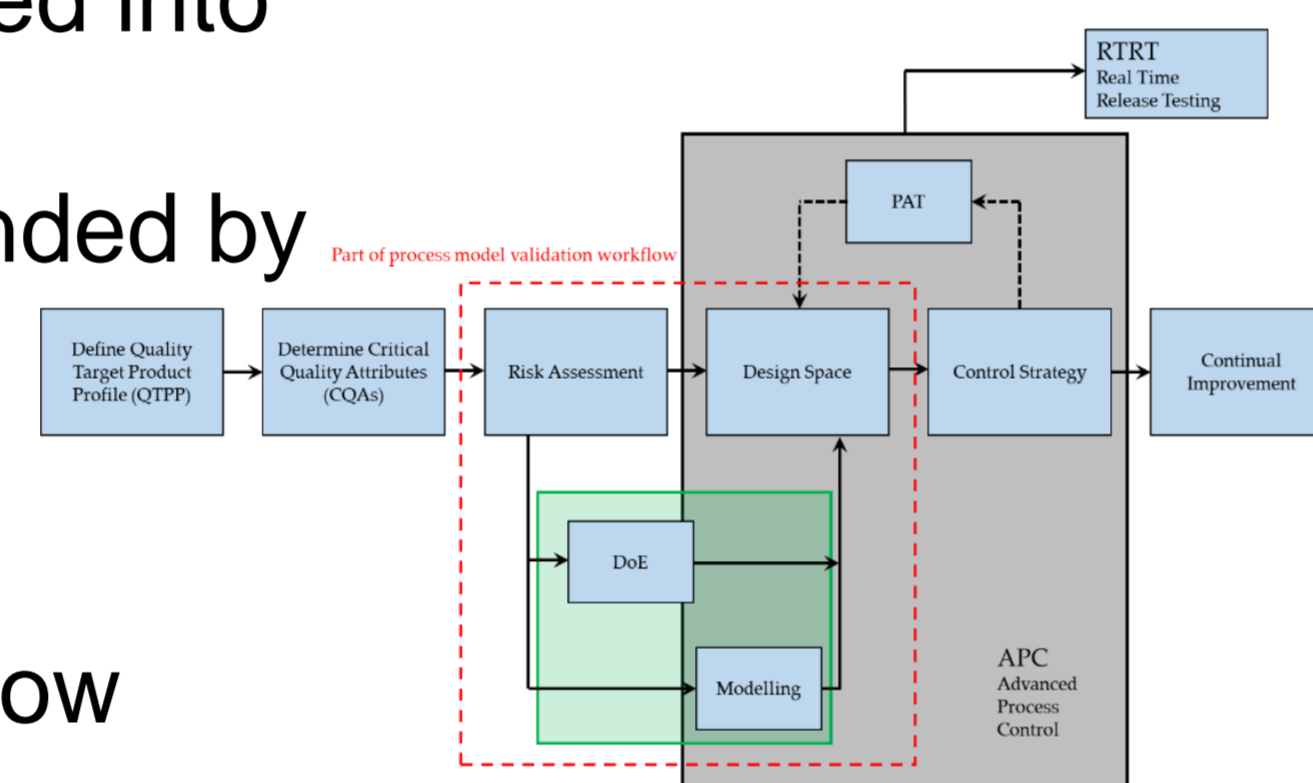 ed into
nded by
ow
RTRT
Real Time
Release Testing
PAT
Part of process model validation workflow
Define Quality
Target Product
Profile (QTPP)
Determine Critical
Quality Attributes
(CQAs)
Risk Assessment
Design Space
Control Strategy
Continual
Improvement
DoE
Modelling
APC
Advanced
Process
Control